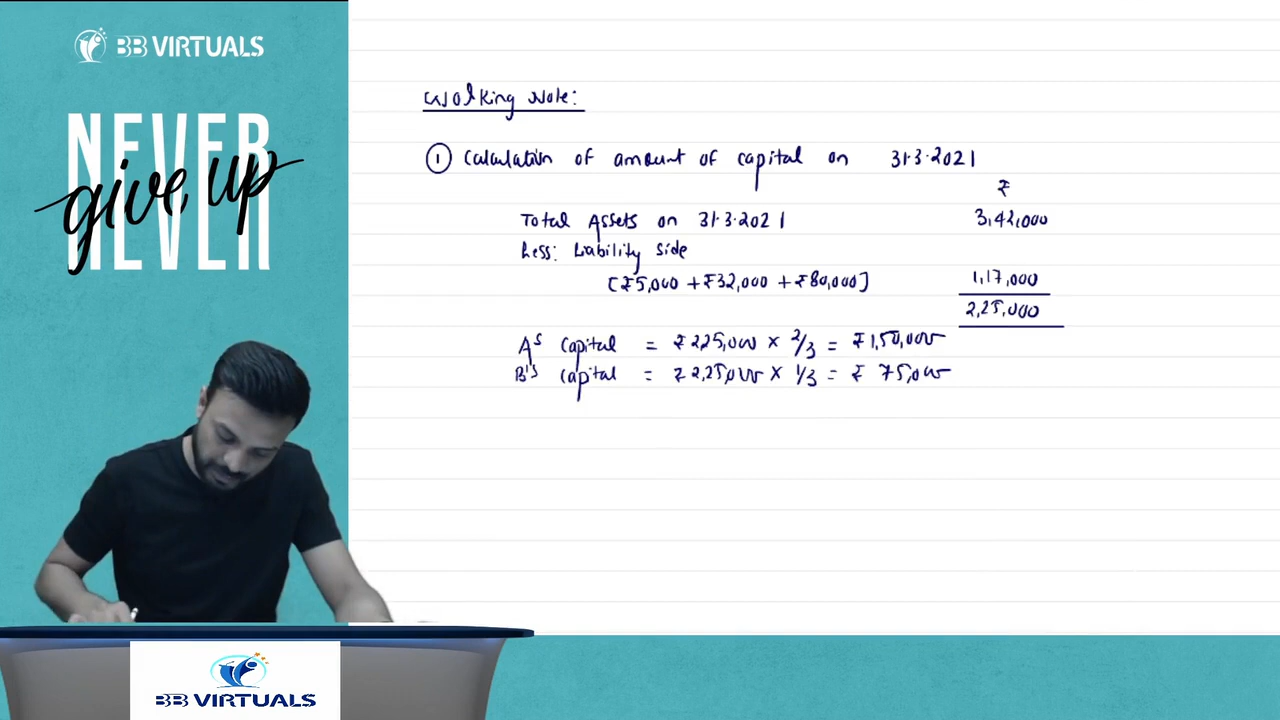 BB VIRTUALS
NEVER
give up
NEVER
Working Note:
① Calculation of amount of capital on 31·3·2021
₹
Total Assets on 31·3·2021 3,42,000
Less: Liability side
[₹5,000 + ₹32,000 + ₹80,000] 1,17,000
2,25,000
A's capital = ₹ 2,25,000 × 2/3 = ₹1,50,000
B's capital = ₹ 2,25,000 × 1/3 = ₹ 75,000
BB VIRTUALS